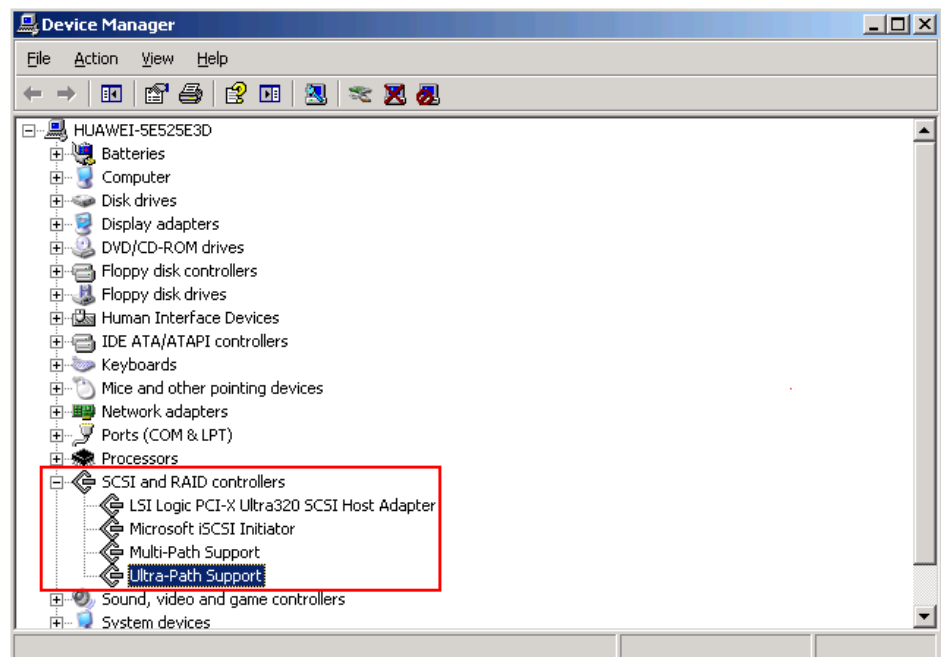 Device Manager
File Action View Help
HUAWEI-5E525E3D
Batteries
Computer
Disk drives
Display adapters
DVD/CD-ROM drives
Floppy disk controllers
Floppy disk drives
Human Interface Devices
IDE ATA/ATAPI controllers
Keyboards
Mice and other pointing devices
Network adapters
Ports (COM & LPT)
Processors
SCSI and RAID controllers
LSI Logic PCI-X Ultra320 SCSI Host Adapter
Microsoft iSCSI Initiator
Multi-Path Support
Ultra-Path Support
Sound, video and game controllers
System devices